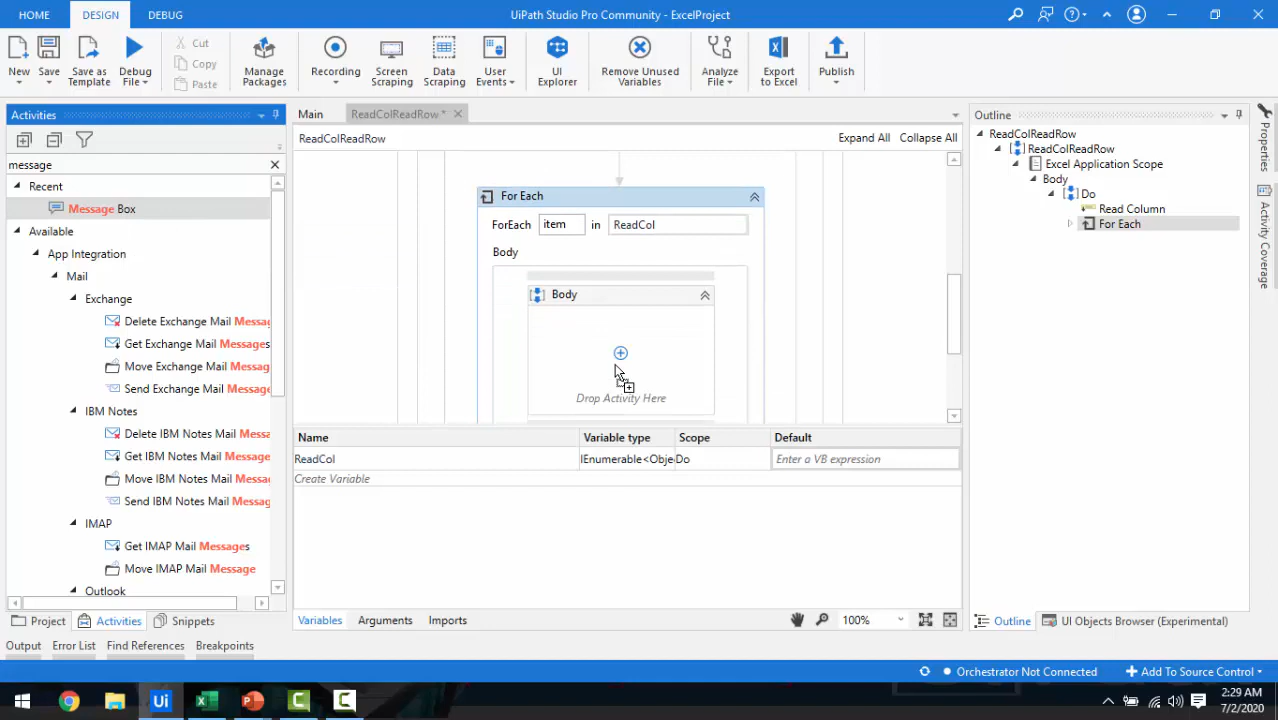 HOME DESIGN DEBUG UiPath Studio Pro Community - ExcelProject
New Save Save as Template Debug File Cut Copy Paste Manage Packages Recording Screen Scraping Data Scraping User Events UI Explorer Remove Unused Variables Analyze File Export to Excel Publish
Activities
message
Recent
Message Box
Available
App Integration
Mail
Exchange
Delete Exchange Mail Messag
Get Exchange Mail Messages
Move Exchange Mail Messag
Send Exchange Mail Message
IBM Notes
Delete IBM Notes Mail Messa
Get IBM Notes Mail Message
Move IBM Notes Mail Messag
Send IBM Notes Mail Messag
IMAP
Get IMAP Mail Messages
Move IMAP Mail Message
Outlook
Project Activities Snippets
Main ReadColReadRow *
ReadColReadRow Expand All Collapse All
For Each
ForEach item in ReadCol
Body
Body
Drop Activity Here
Name Variable type Scope Default
ReadCol IEnumerable<Obje Do Enter a VB expression
Create Variable
Variables Arguments Imports 100%
Outline
ReadColReadRow
ReadColReadRow
Excel Application Scope
Body
Do
Read Column
For Each
Outline UI Objects Browser (Experimental)
Properties
Activity Coverage
Output Error List Find References Breakpoints
Orchestrator Not Connected Add To Source Control
Ui
2:29 AM
7/2/2020